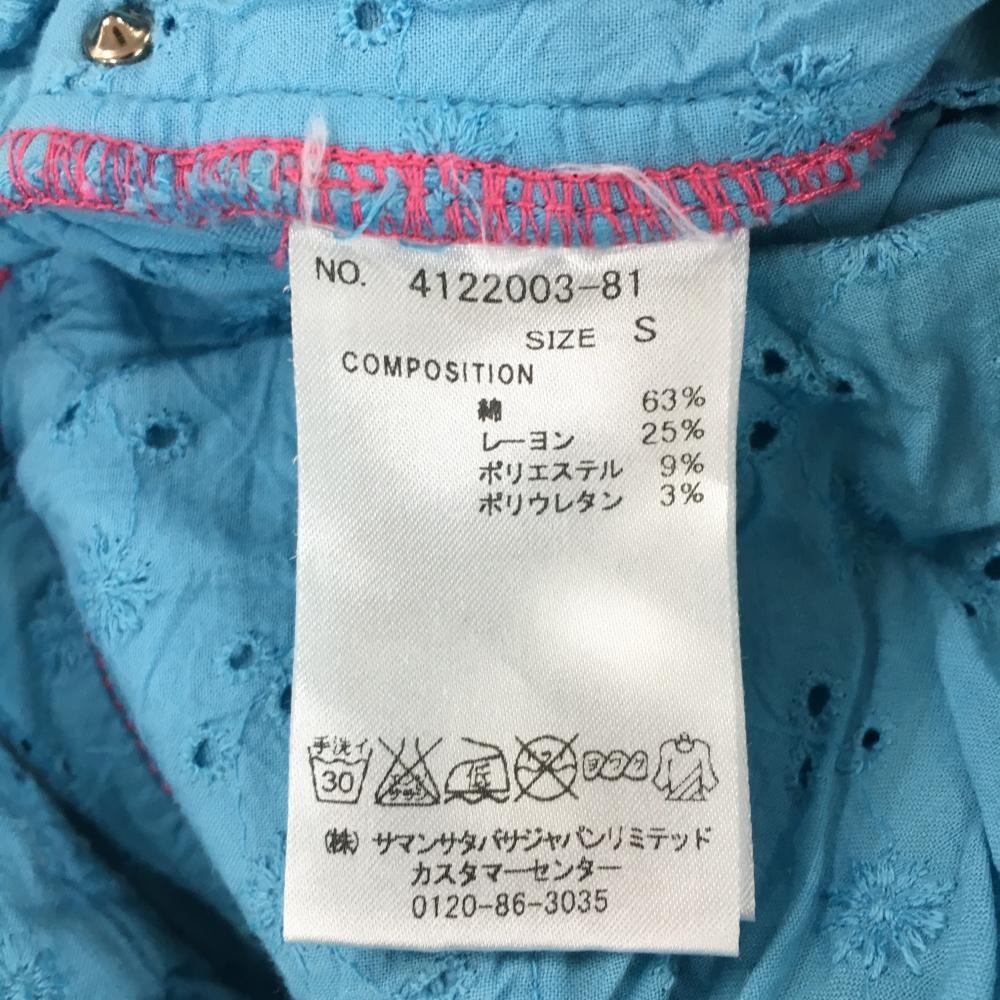 NO. 4122003-81
SIZE S
COMPOSITION
綿 63%
レーヨン 25%
ポリエステル 9%
ポリウレタン 3%
手洗イ
30
低
ヨワク
(株) サマンサタバサジャパンリミテッド
カスタマーセンター
0120-86-3035